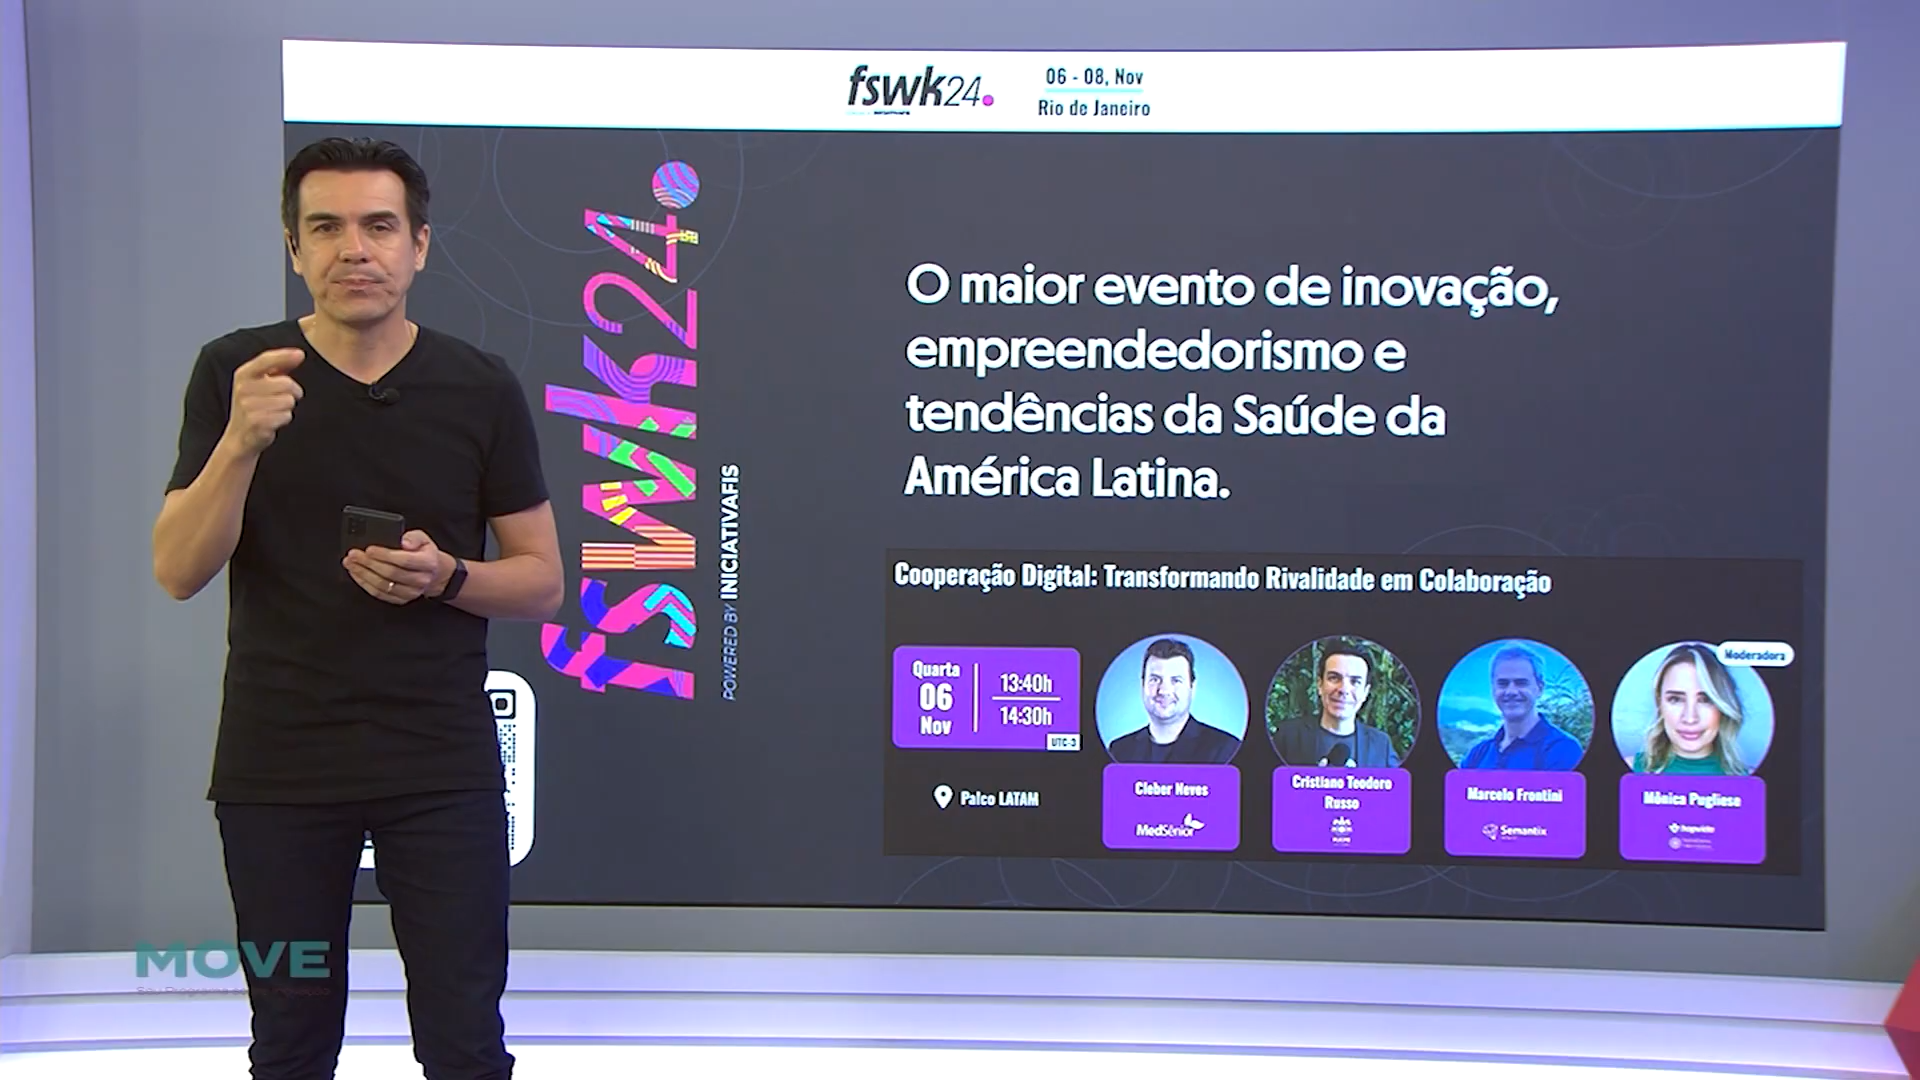 fswk24.
06 - 08, Nov
Rio de Janeiro
fswk24.
POWERED BY INICIATIVAFIS
O maior evento de inovação,
empreendedorismo e
tendências da Saúde da
América Latina.
Cooperação Digital: Transformando Rivalidade em Colaboração
Quarta
06
Nov
13:40h
14:30h
UTC-3
Palco LATAM
Cleber Neves
MedSênior
Cristiano Teodoro
Russo
Marcelo Frontini
Semantix
Moderadora
Mônica Pugliese
MOVE